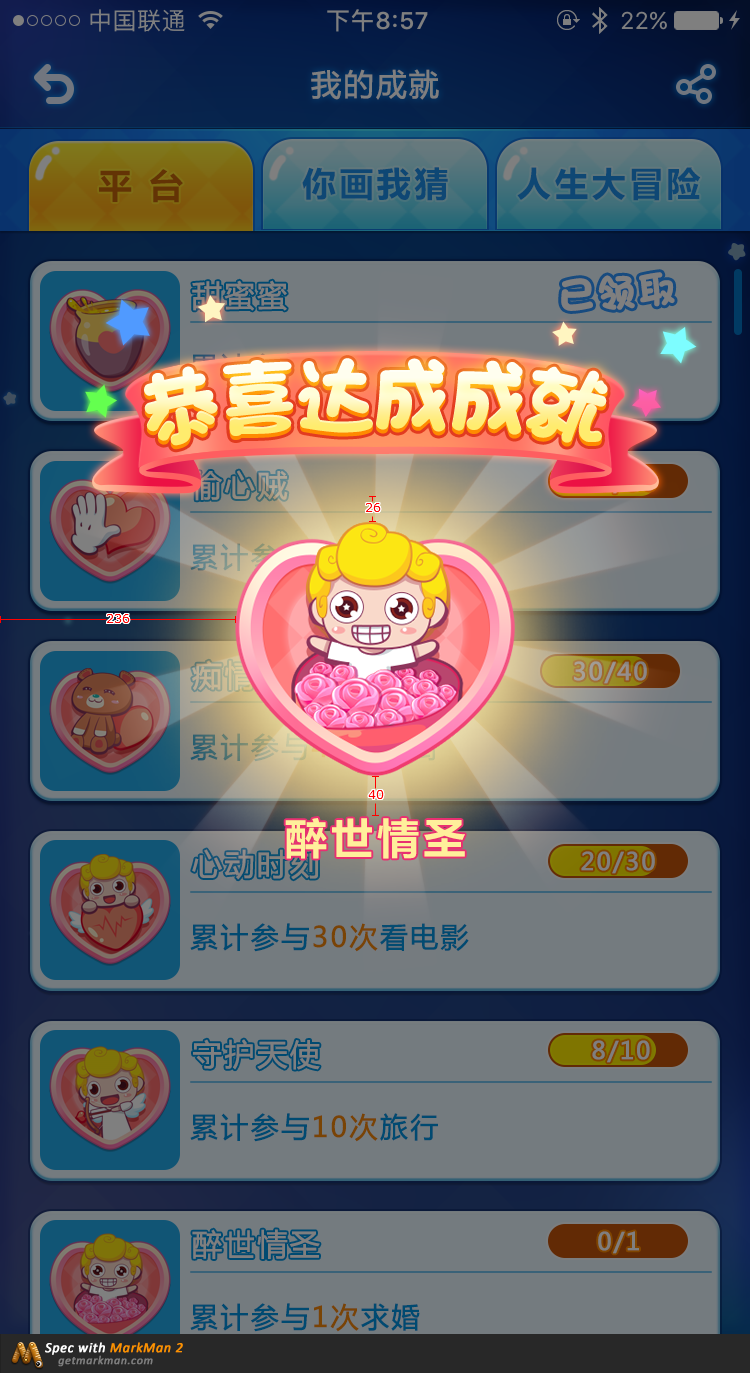 中国联通 下午8:57 22%
我的成就
平台 你画我猜 人生大冒险
甜蜜蜜 已领取
恭喜达成成就
偷心贼
26
累计参
236
痴情 30/40
累计参与
40
醉世情圣
心动时刻 20/30
累计参与30次看电影
守护天使 8/10
累计参与10次旅行
醉世情圣 0/1
累计参与1次求婚
Spec with MarkMan 2
getmarkman.com